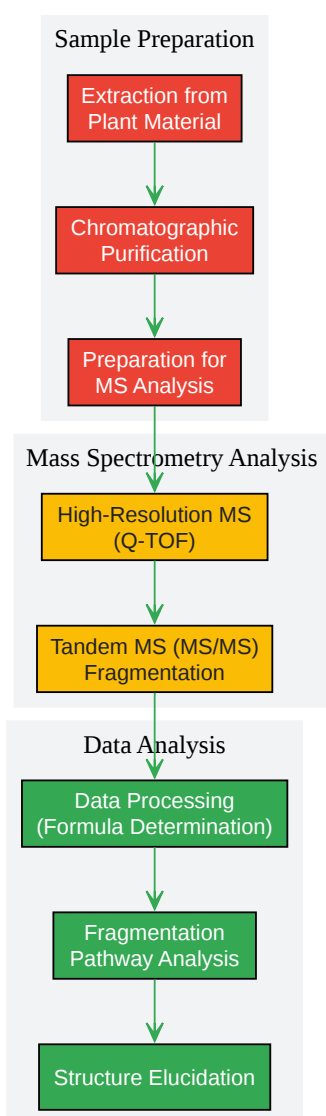 Sample Preparation
Extraction from
Plant Material
Chromatographic
Purification
Preparation for
MS Analysis
Mass Spectrometry Analysis
High-Resolution MS
(Q-TOF)
Tandem MS (MS/MS)
Fragmentation
Data Analysis
Data Processing
(Formula Determination)
Fragmentation
Pathway Analysis
Structure Elucidation